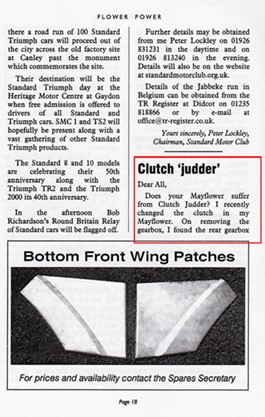 FLOWER POWER
there a road run of 100 Standard
Triumph cars will proceed out of
the city across the old factory site
at Canley past the monument
which commemorates the site.
Their destination will be the
Standard Triumph day at the
Heritage Motor Centre at Gaydon
when free admission is offered to
drivers of all Standard and
Triumph cars. SMC 1 and TS2 will
hopefully be present along with a
vast gathering of other Standard
Triumph products.
The Standard 8 and 10 models
are celebrating their 50th
anniversary along with the
Triumph TR2 and the Triumph
2000 its 40th anniversary.
In the afternoon Bob
Richardson's Round Britain Relay
of Standard cars will be flagged off.
Further details may be obtained
from me Peter Lockley on 01926
831231 in the daytime and on
01926 813240 in the evening.
Details will also be on the website
at standardmotorclub.org.uk.
Details of the Jabbeke run in
Belgium can be obtained from the
TR Register at Didcot on 01235
818866 or by e-mail at
office@tr-register.co.uk.
Yours sincerely, Peter Lockley,
Chairman, Standard Motor Club
Clutch 'judder'
Dear All,
Does your Mayflower suffer
from Clutch Judder? I recently
changed the clutch in my
Mayflower. On removing the
gearbox, I found the rear gearbox
Bottom Front Wing Patches
For prices and availability contact the Spares Secretary
Page 18